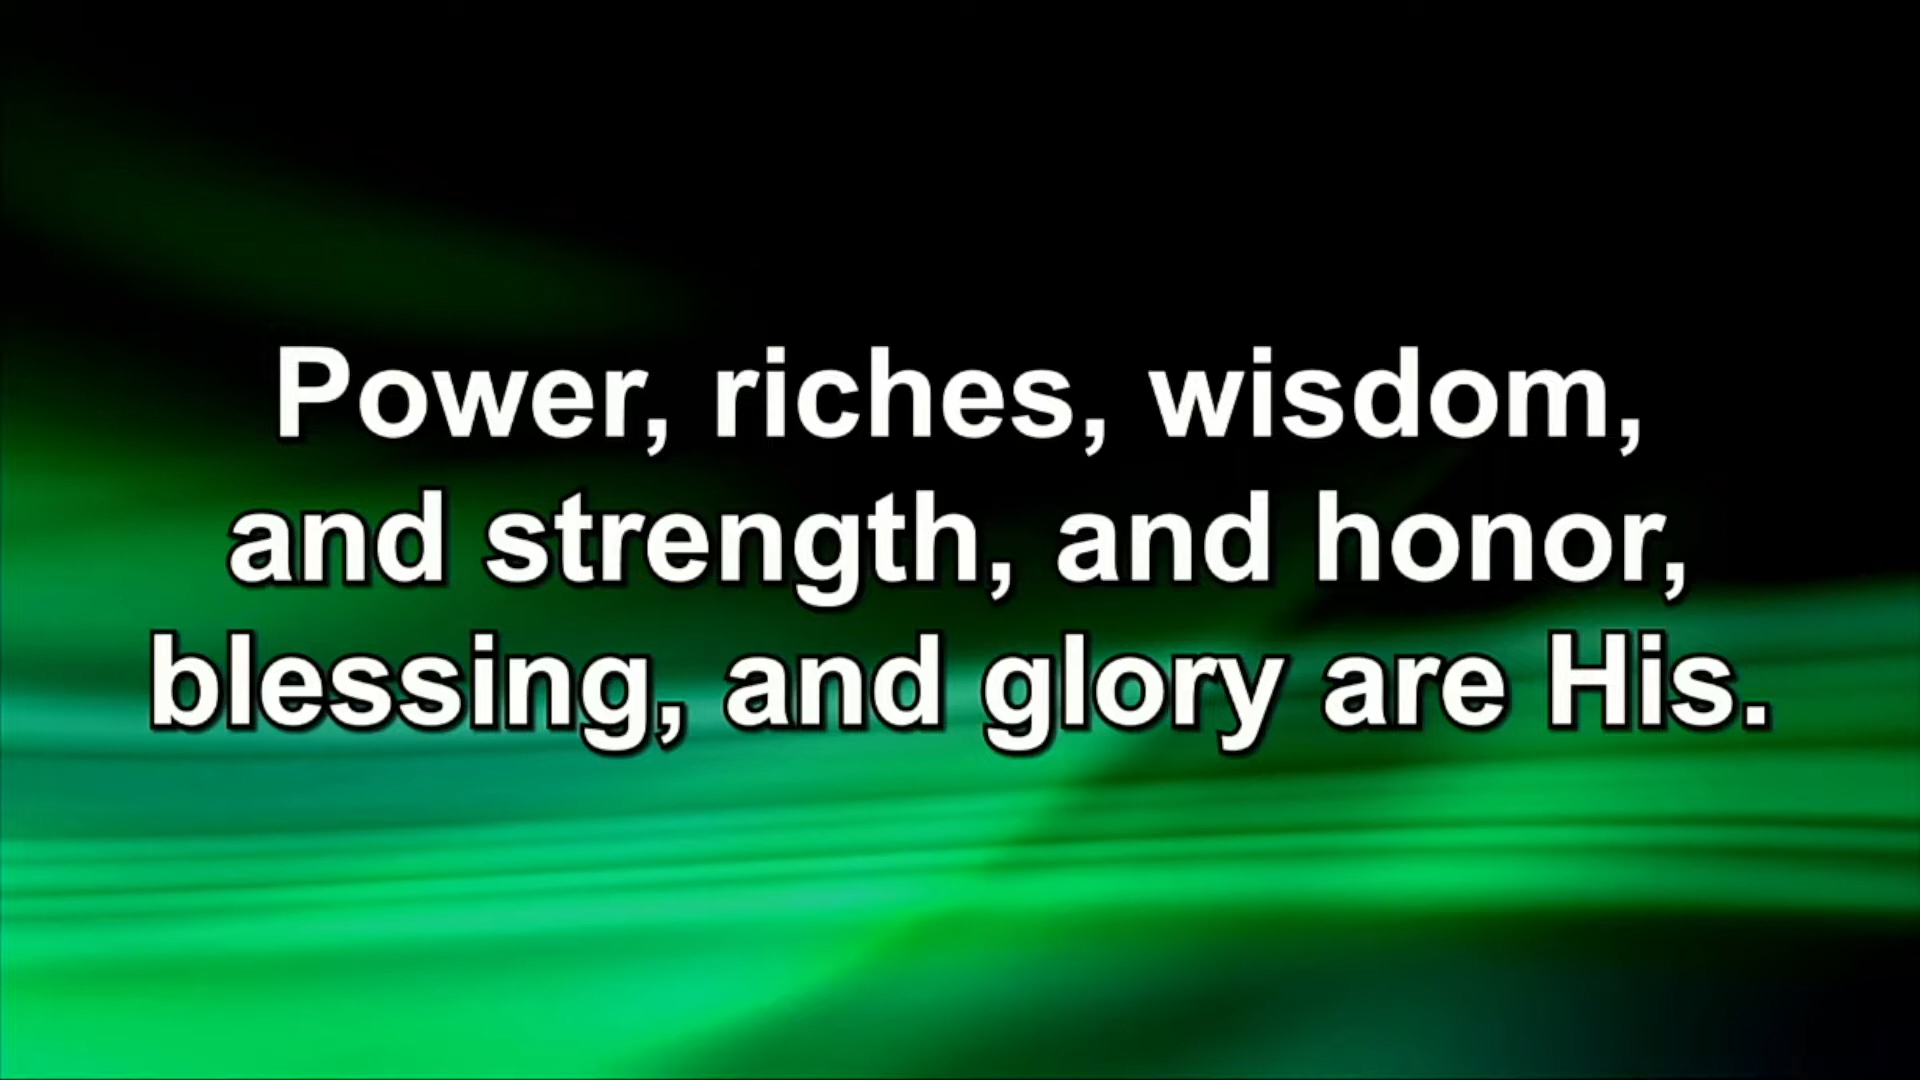 Power, riches, wisdom,
and strength, and honor,
blessing, and glory are His.